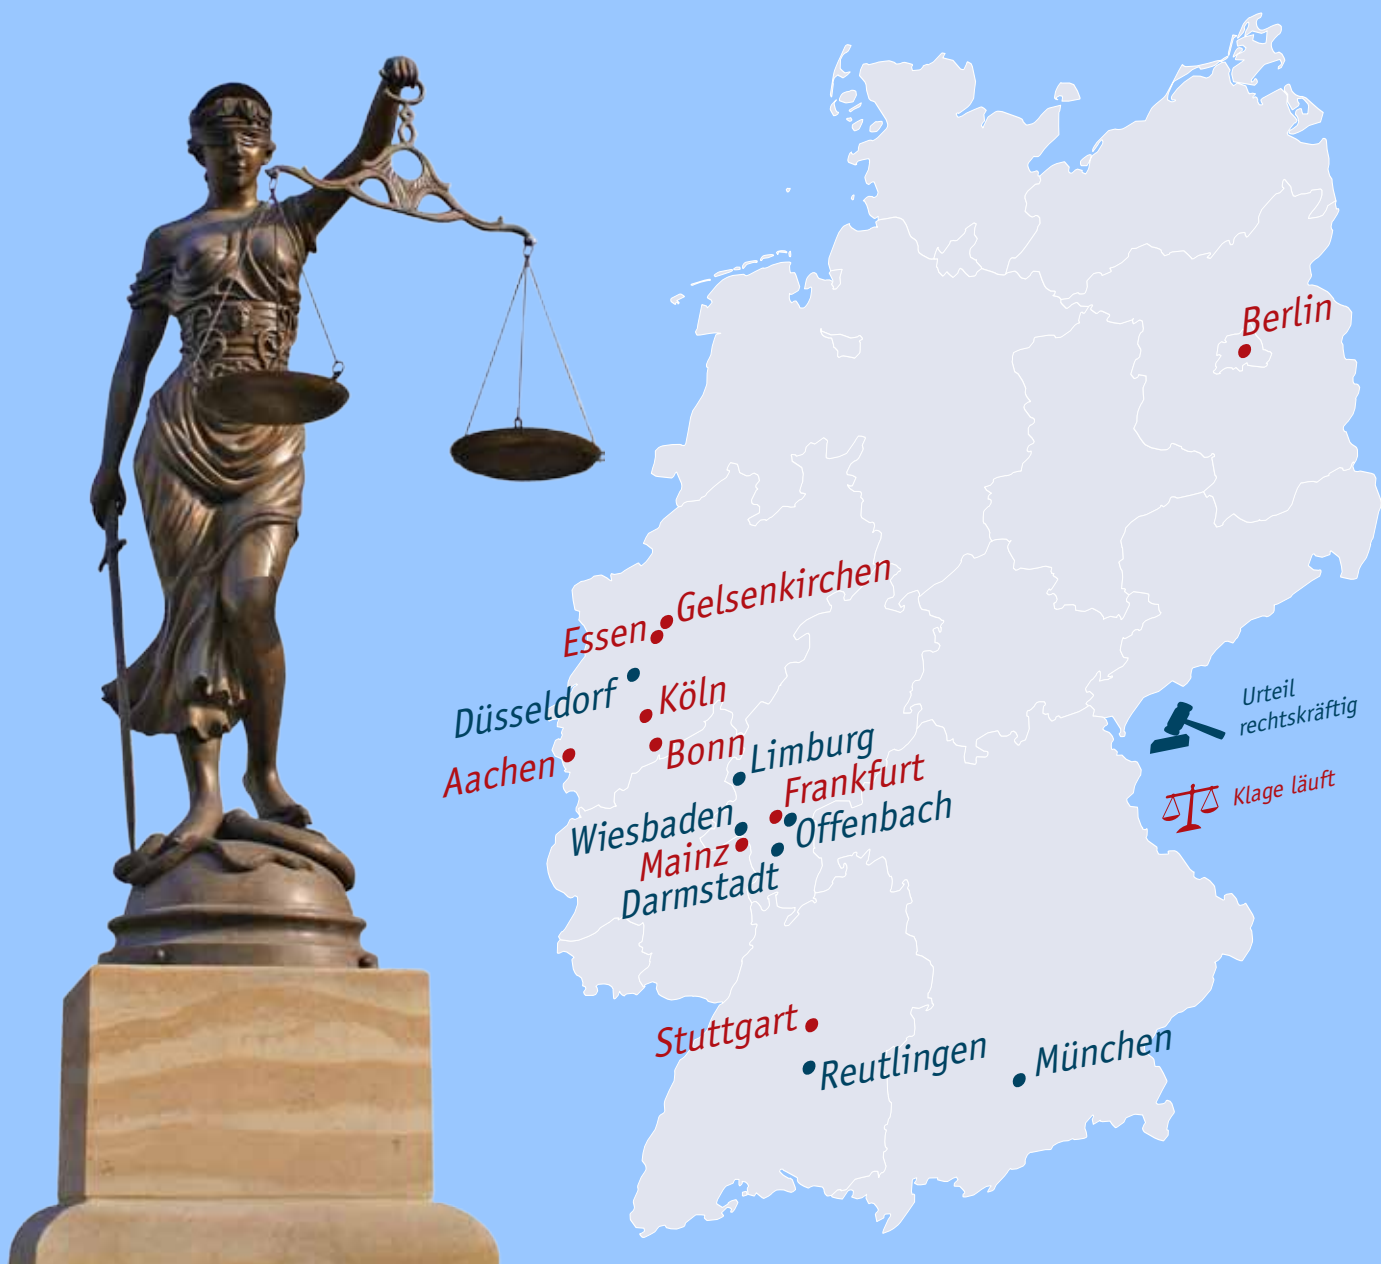 Berlin
Gelsenkirchen
Essen
Düsseldorf
Köln
Bonn
Aachen
Limburg
Frankfurt
Wiesbaden
Offenbach
Mainz
Darmstadt
Urteil
rechtskräftig
Klage läuft
Stuttgart
Reutlingen
München